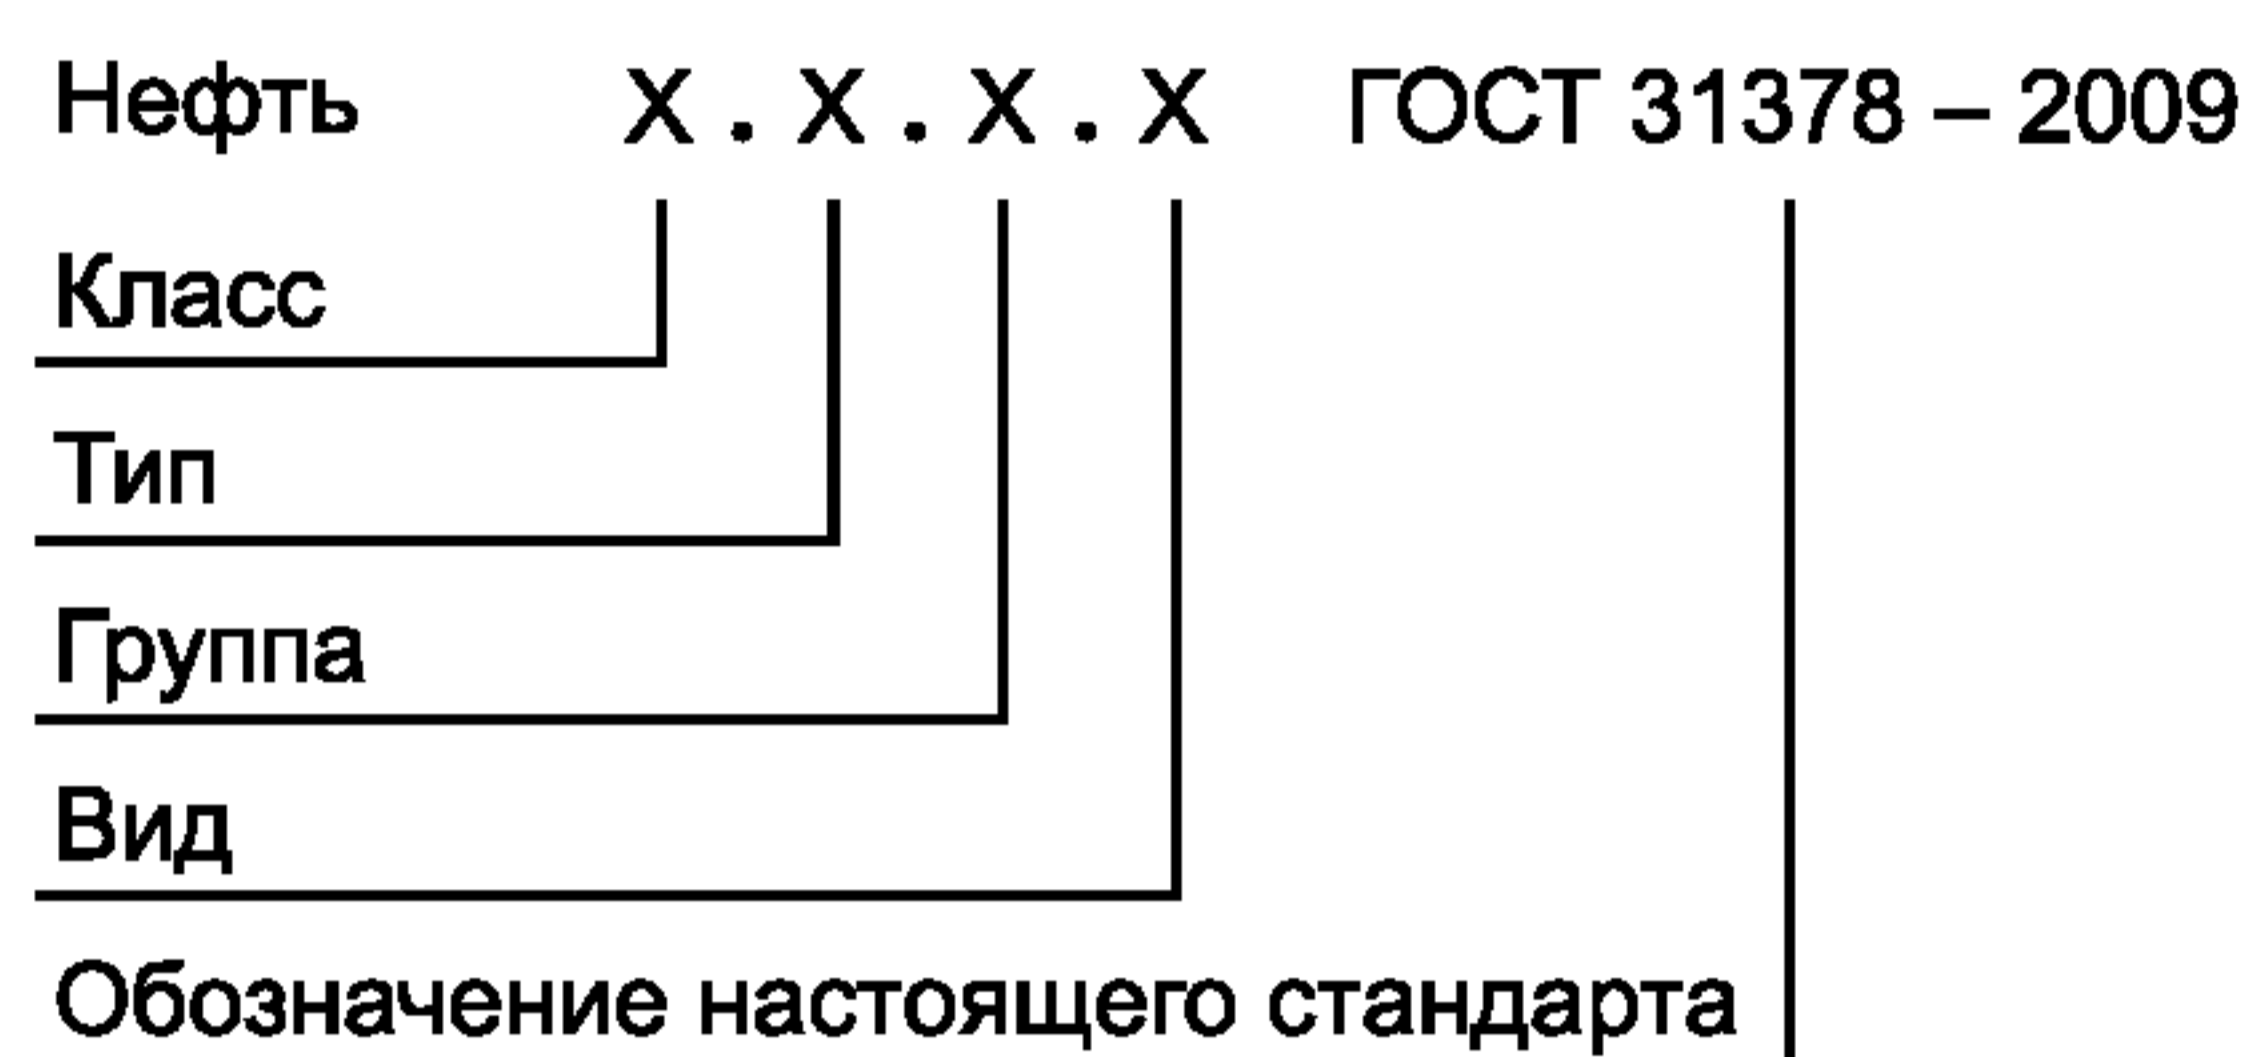 Нефть X . X . X . X ГОСТ 31378 – 2009
Класс
Тип
Группа
Вид
Обозначение настоящего стандарта